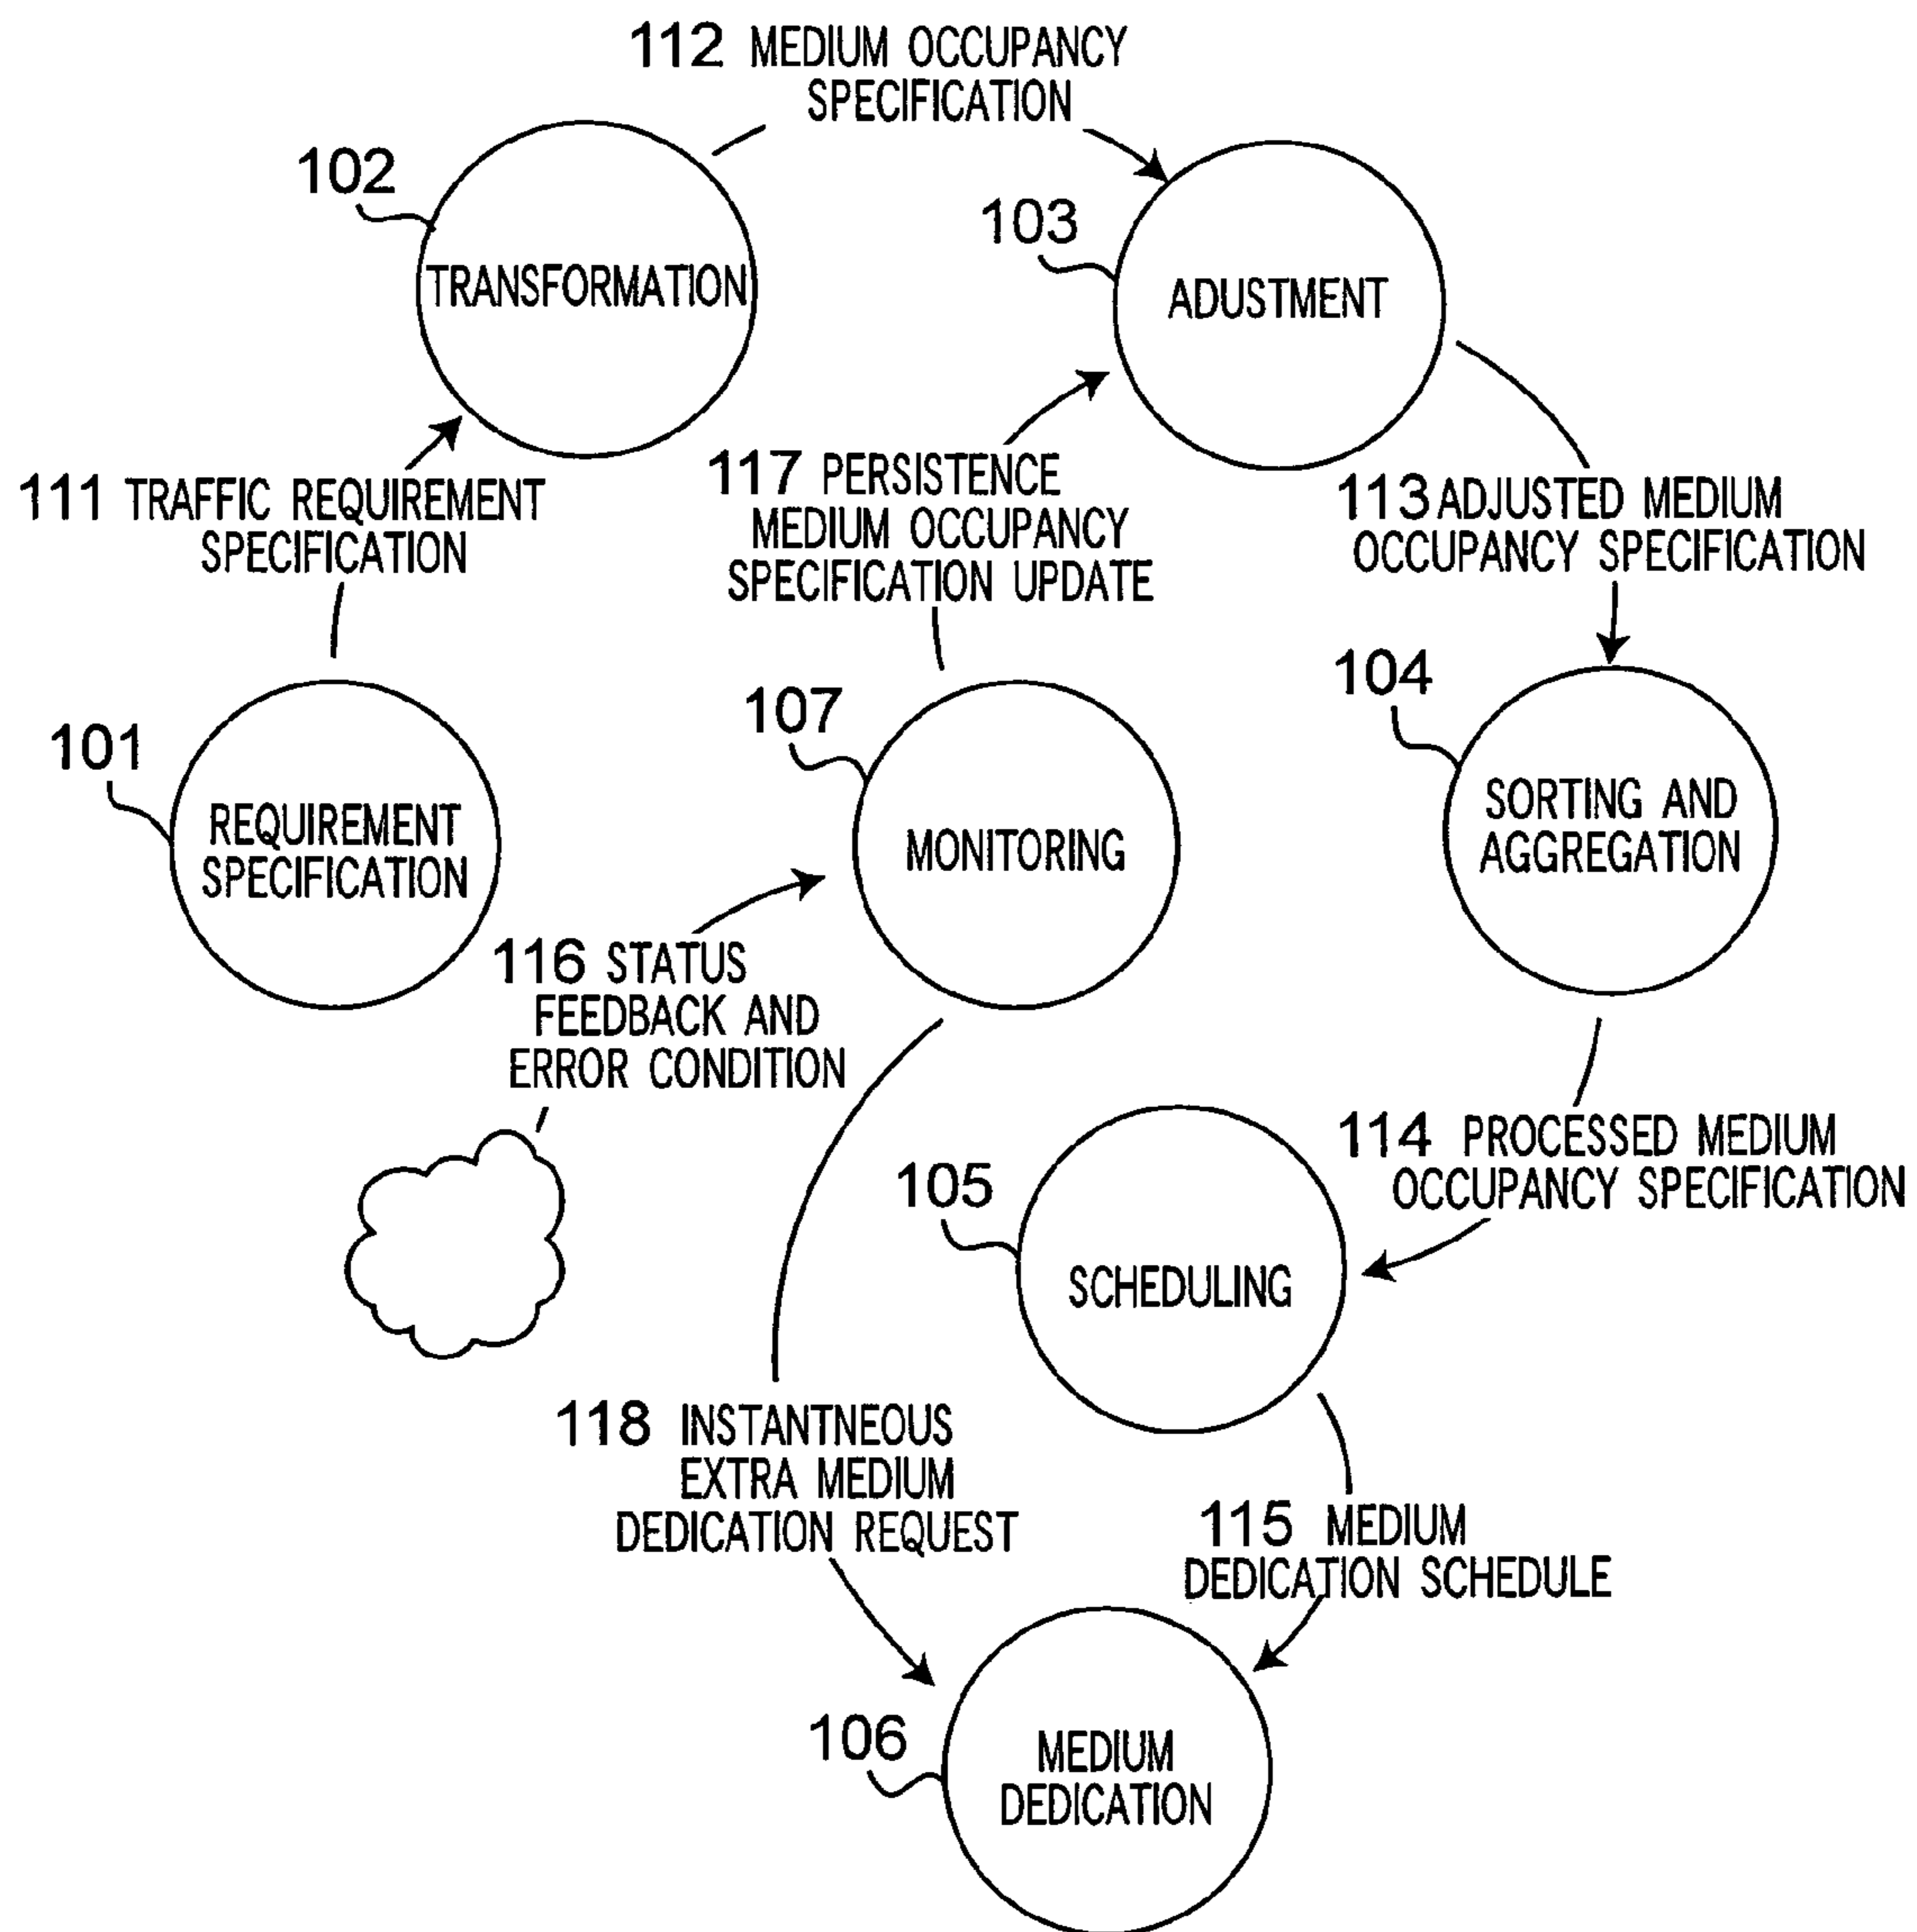 112 MEDIUM OCCUPANCY
SPECIFICATION
102
TRANSFORMATION
103
ADUSTMENT
111 TRAFFIC REQUIREMENT
SPECIFICATION
117 PERSISTENCE
MEDIUM OCCUPANCY
SPECIFICATION UPDATE
113 ADJUSTED MEDIUM
OCCUPANCY SPECIFICATION
101
REQUIREMENT
SPECIFICATION
107
MONITORING
104
SORTING AND
AGGREGATION
116 STATUS
FEEDBACK AND
ERROR CONDITION
105
SCHEDULING
114 PROCESSED MEDIUM
OCCUPANCY SPECIFICATION
118 INSTANTNEOUS
EXTRA MEDIUM
DEDICATION REQUEST
115 MEDIUM
DEDICATION SCHEDULE
106
MEDIUM
DEDICATION